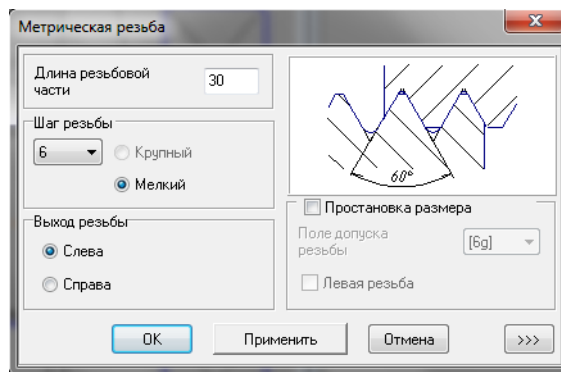 Метрическая резьба
Длина резьбовой
части
30
Шаг резьбы
6
Крупный
Мелкий
60°
Выход резьбы
Слева
Справа
Простановка размера
Поле допуска
резьбы
[6g]
Левая резьба
OK
Применить
Отмена
>>>